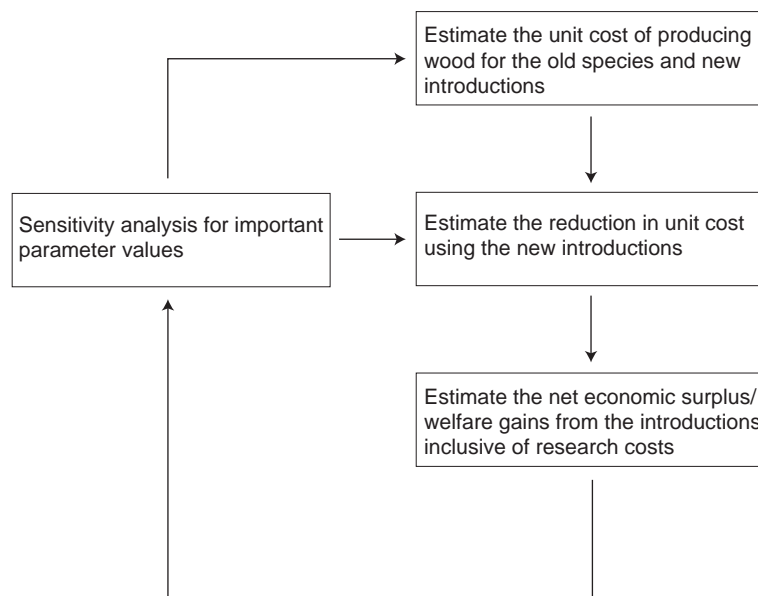 Estimate the unit cost of producing
wood for the old species and new
introductions
Sensitivity analysis for important
parameter values
Estimate the reduction in unit cost
using the new introductions
Estimate the net economic surplus/
welfare gains from the introductions
inclusive of research costs